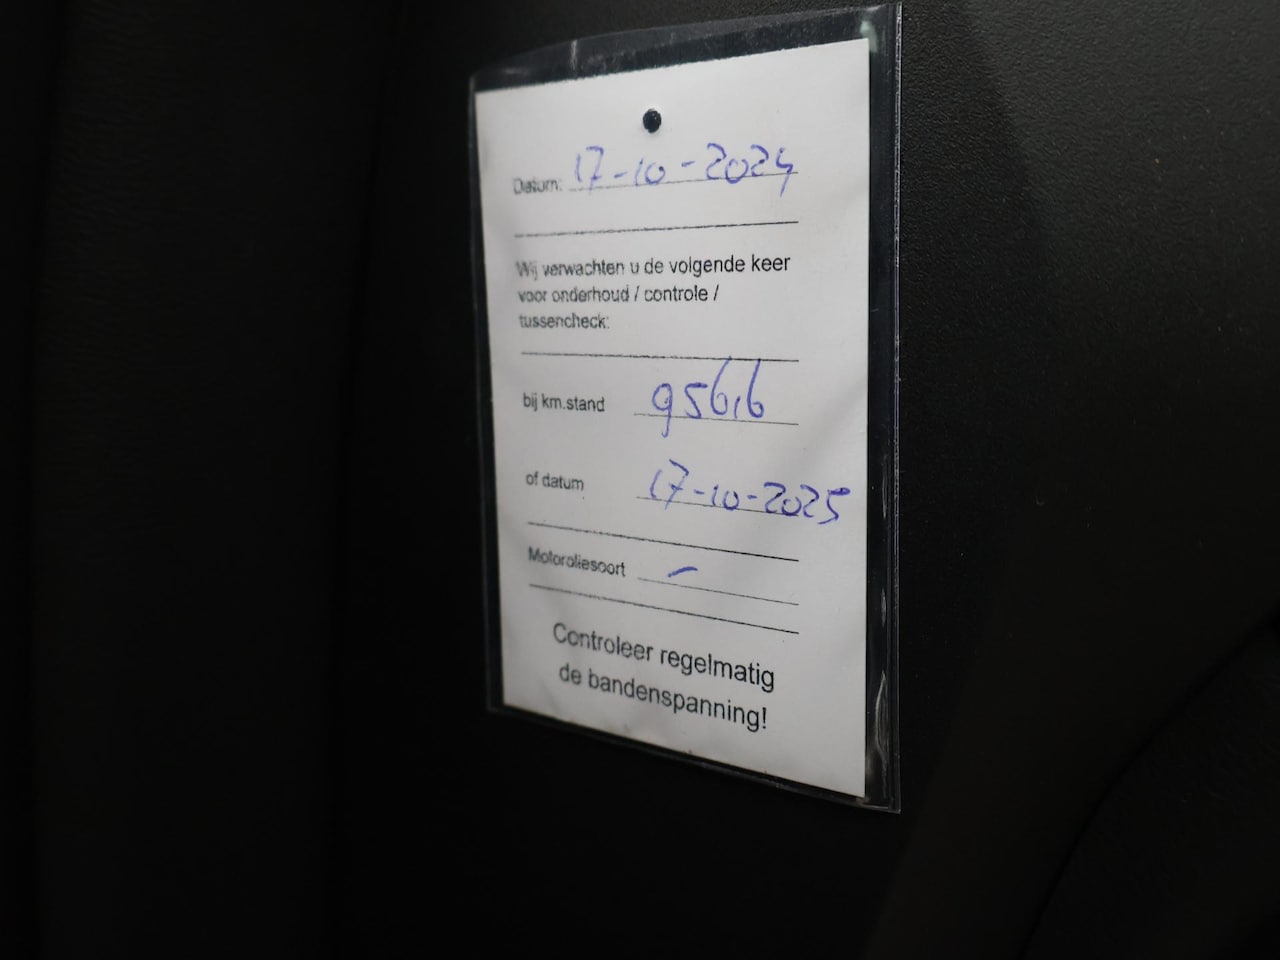 Datum: 17-10-2024
Wij verwachten u de volgende keer
voor onderhoud / controle /
tussencheck:
bij km.stand 95616
of datum 17-10-2025
Motoroliesoort -
Controleer regelmatig
de bandenspanning!